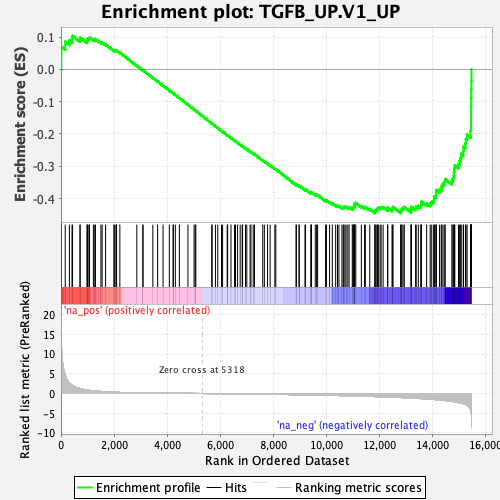 Enrichment plot: TGFB_UP.V1_UP
Enrichment score (ES)
0.1
0.0
-0.1
-0.2
-0.3
-0.4
'na_pos' (positively correlated)
Ranked list metric (PreRanked)
20
15
10
5
0
-5
-10
Zero cross at 5318
'na_neg' (negatively correlated)
0
2,000
4,000
6,000
8,000
10,000
12,000
14,000
16,000
Rank in Ordered Dataset
Enrichment profile
Hits
Ranking metric scores